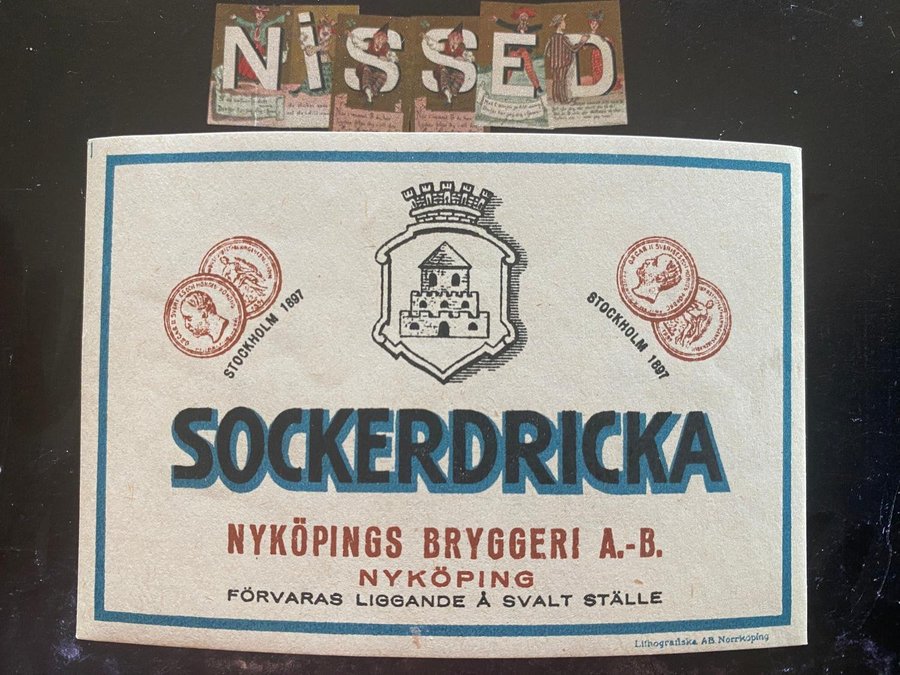 NISSED
STOCKHOLM 1897
STOCKHOLM 1897
SOCKERDRICKA
NYKÖPINGS BRYGGERI A.-B.
NYKÖPING
FÖRVARAS LIGGANDE Å SVALT STÄLLE
Lithografiska AB. Norrköping